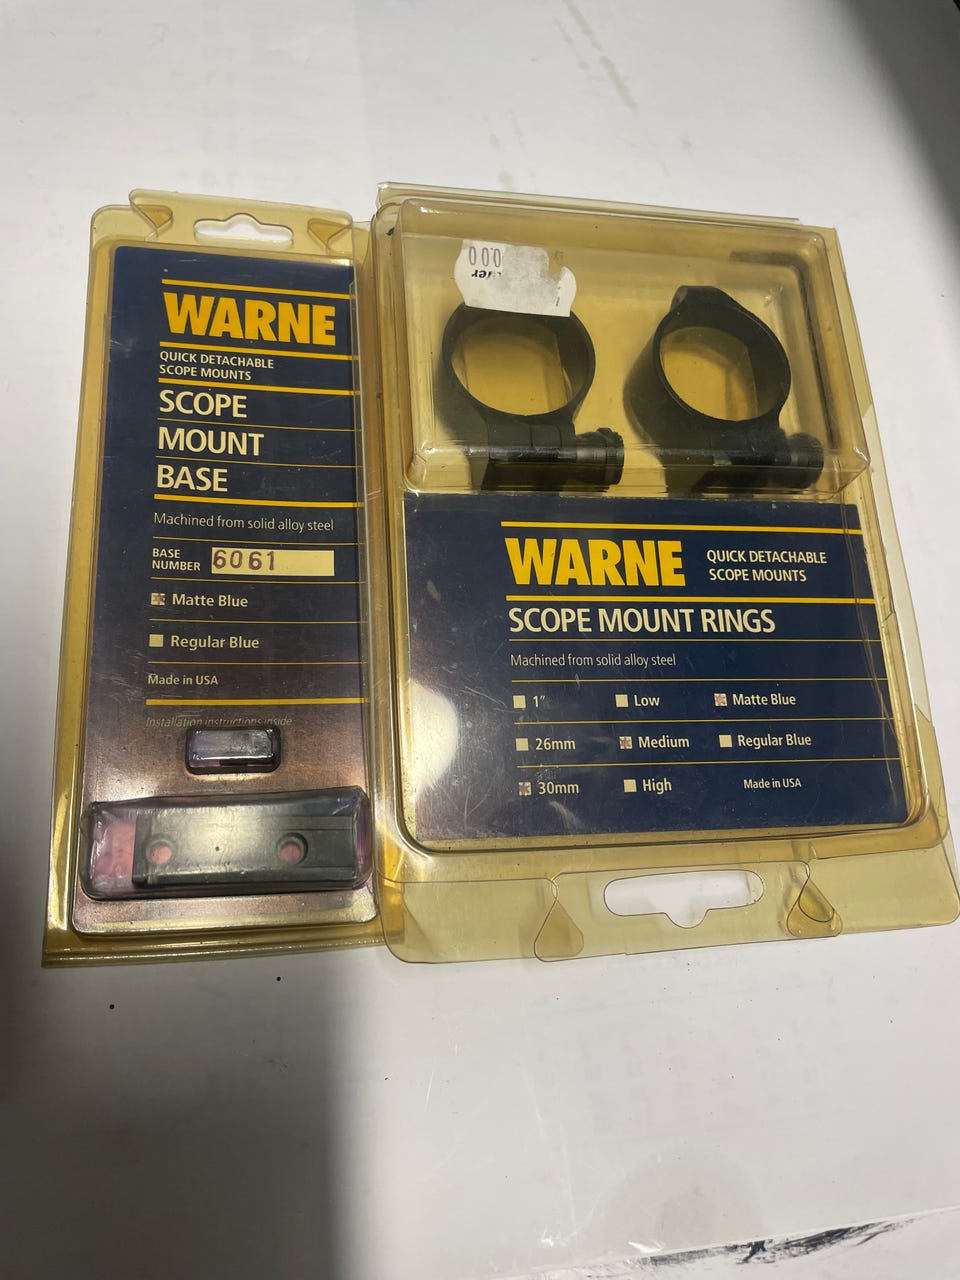 WARNE
QUICK DETACHABLE
SCOPE MOUNTS
SCOPE
MOUNT
BASE
Machined from solid alloy steel
BASE
NUMBER 6061
Matte Blue
Regular Blue
Made in USA
Installation instructions inside
000
WARNE QUICK DETACHABLE
SCOPE MOUNTS
SCOPE MOUNT RINGS
Machined from solid alloy steel
1" Low Matte Blue
26mm Medium Regular Blue
30mm High Made in USA